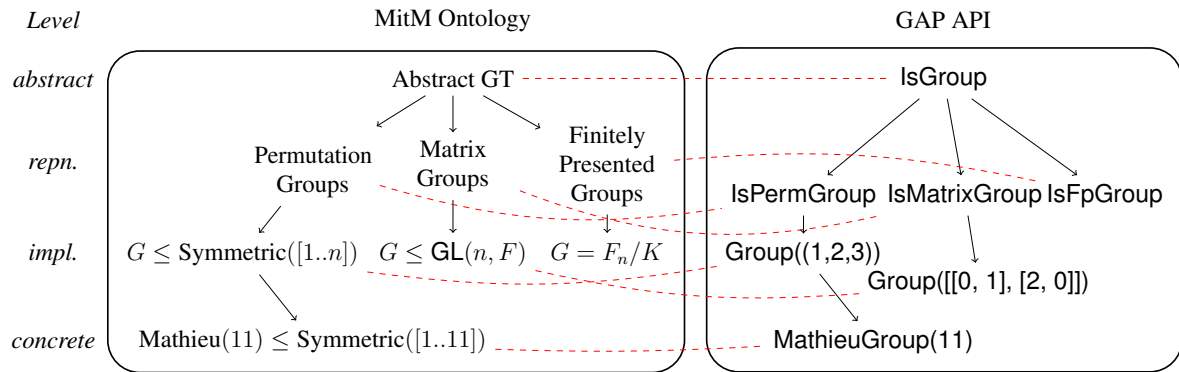 Level MitM Ontology GAP API
abstract Abstract GT IsGroup
repn. Permutation Groups Matrix Groups Finitely Presented Groups
IsPermGroup IsMatrixGroup IsFpGroup
impl. G ≤ Symmetric([1..n]) G ≤ GL(n, F) G = Fₙ/K Group((1,2,3))
Group([[0, 1], [2, 0]])
concrete Mathieu(11) ≤ Symmetric([1..11]) MathieuGroup(11)